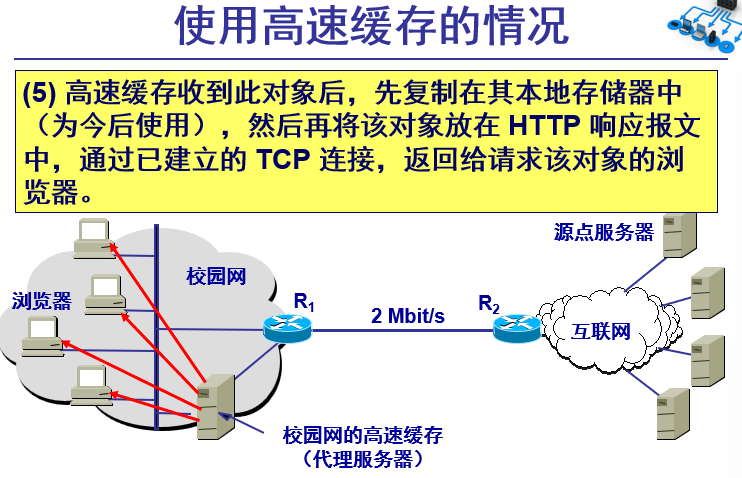 使用高速缓存的情况
(5) 高速缓存收到此对象后，先复制在其本地存储器中
（为今后使用），然后再将该对象放在 HTTP 响应报文
中，通过已建立的 TCP 连接，返回给请求该对象的浏
览器。
源点服务器
校园网
浏览器
R1
2 Mbit/s
R2
互联网
校园网的高速缓存
（代理服务器）